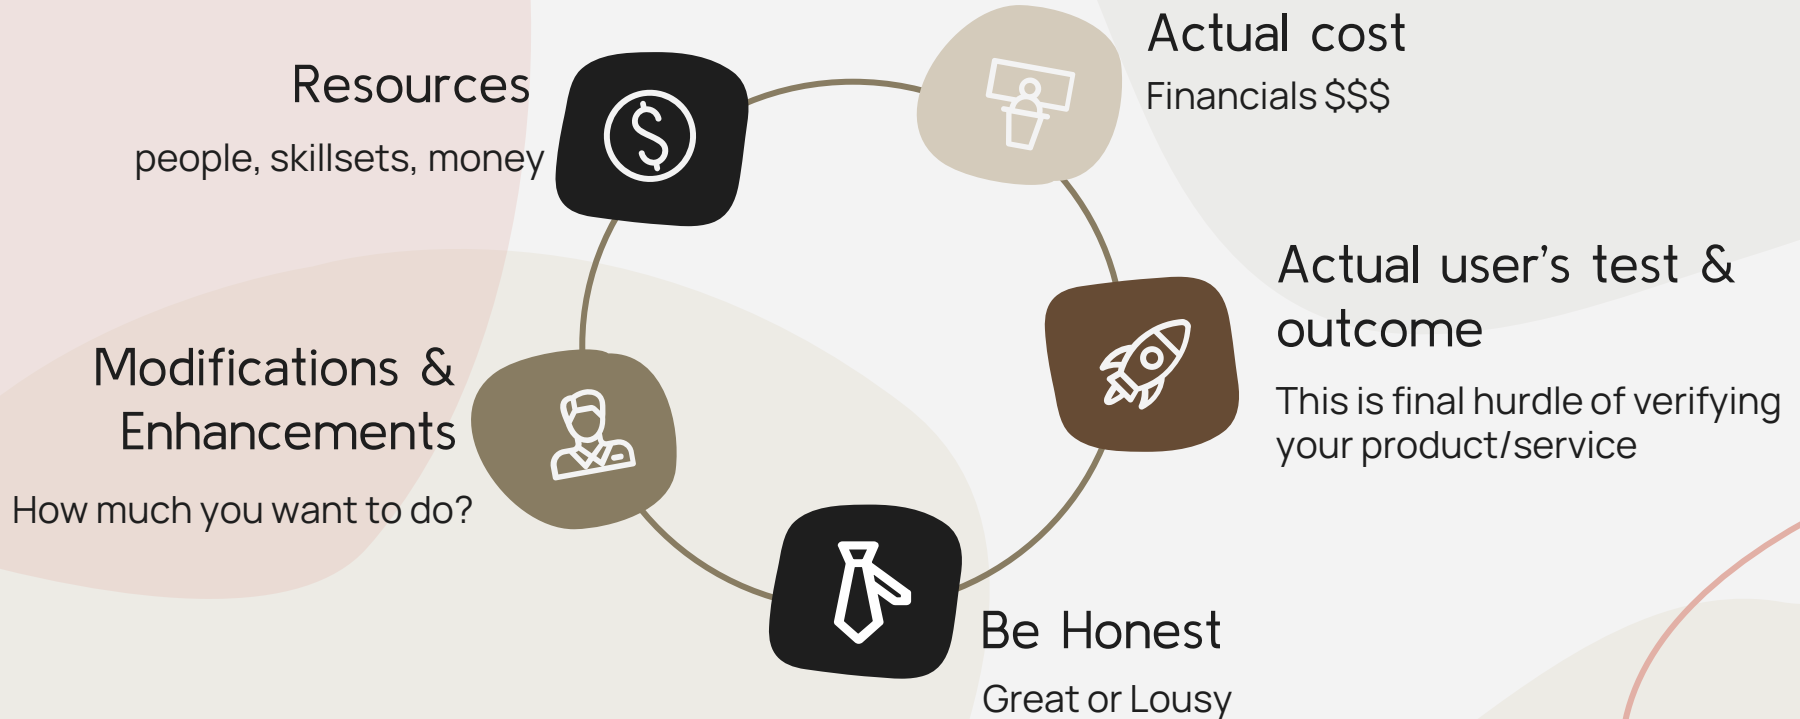 Resources
people, skillsets, money
Actual cost
Financials $$$
Actual user's test &
outcome
This is final hurdle of verifying
your product/service
Be Honest
Great or Lousy
Modifications &
Enhancements
How much you want to do?